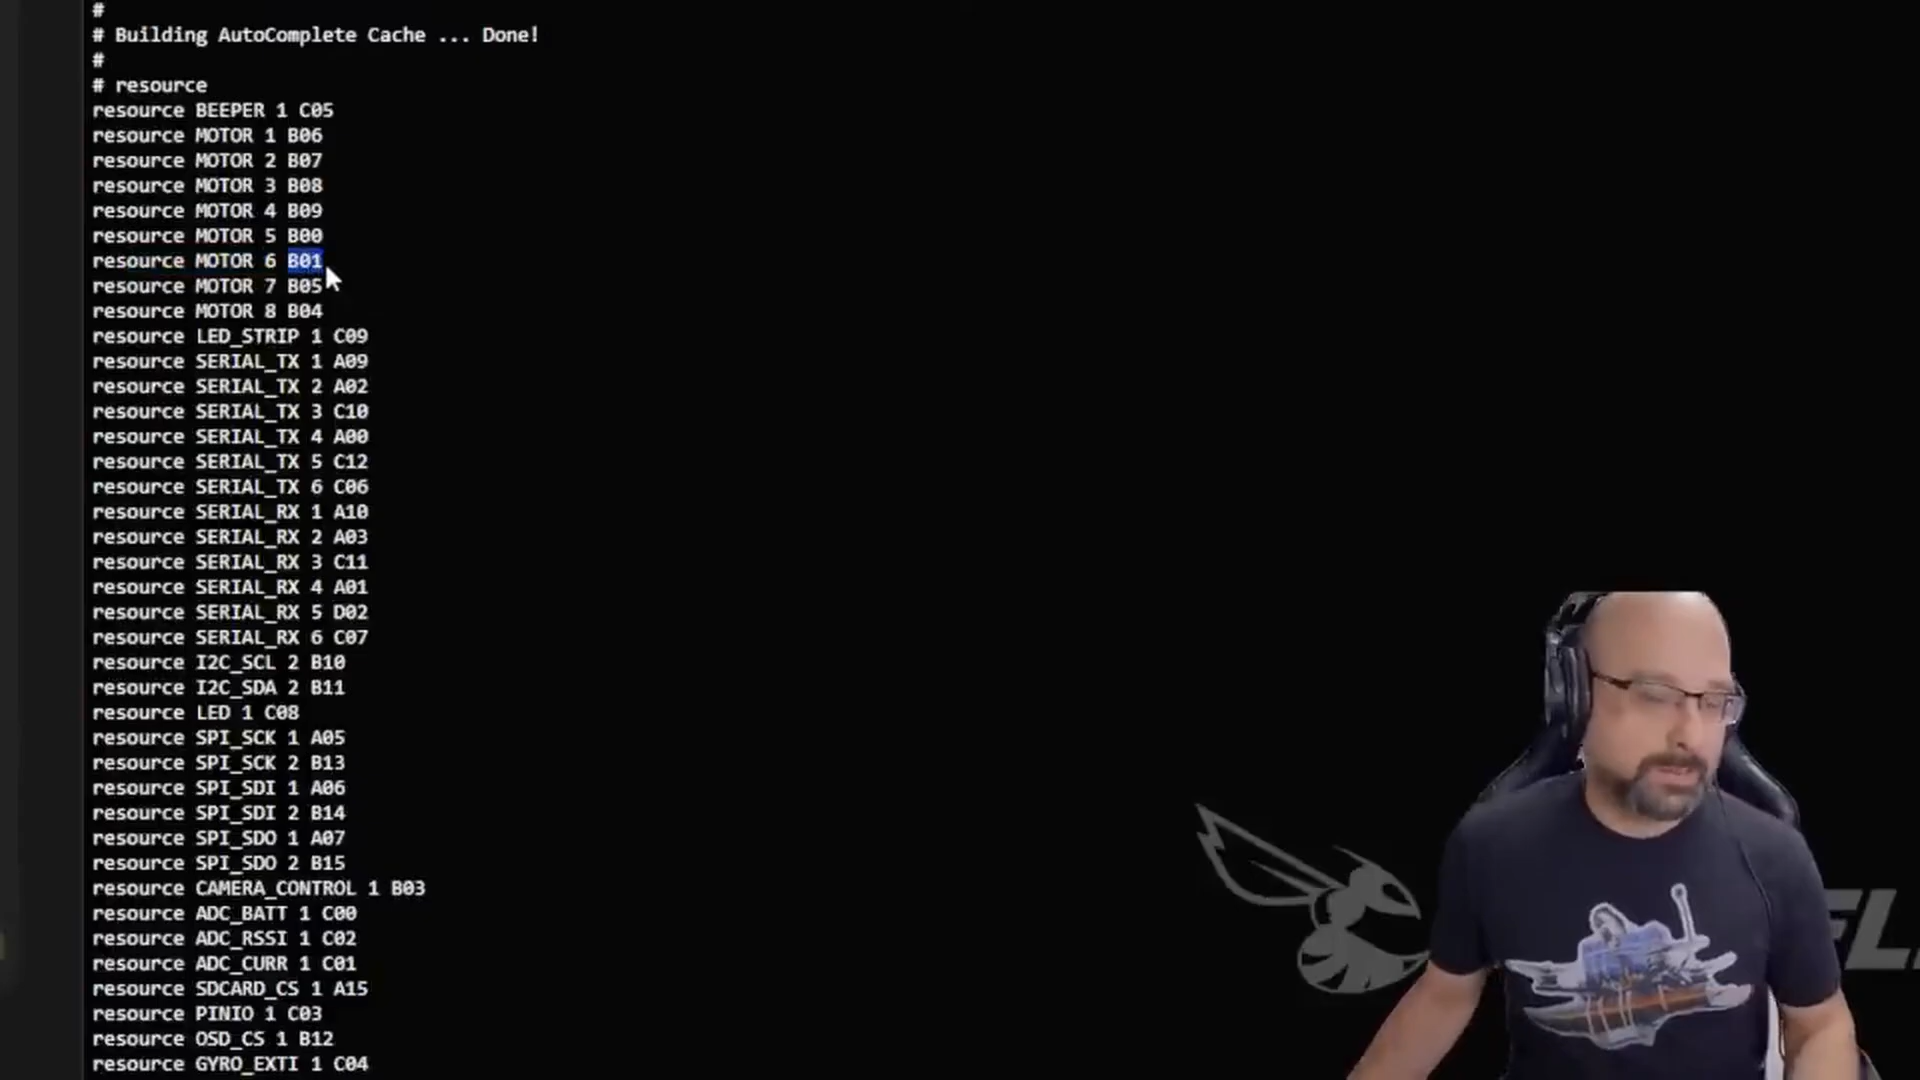 #
# Building AutoComplete Cache ... Done!
#
# resource
resource BEEPER 1 C05
resource MOTOR 1 B06
resource MOTOR 2 B07
resource MOTOR 3 B08
resource MOTOR 4 B09
resource MOTOR 5 B00
resource MOTOR 6 B01
resource MOTOR 7 B05
resource MOTOR 8 B04
resource LED_STRIP 1 C09
resource SERIAL_TX 1 A09
resource SERIAL_TX 2 A02
resource SERIAL_TX 3 C10
resource SERIAL_TX 4 A00
resource SERIAL_TX 5 C12
resource SERIAL_TX 6 C06
resource SERIAL_RX 1 A10
resource SERIAL_RX 2 A03
resource SERIAL_RX 3 C11
resource SERIAL_RX 4 A01
resource SERIAL_RX 5 D02
resource SERIAL_RX 6 C07
resource I2C_SCL 2 B10
resource I2C_SDA 2 B11
resource LED 1 C08
resource SPI_SCK 1 A05
resource SPI_SCK 2 B13
resource SPI_SDI 1 A06
resource SPI_SDI 2 B14
resource SPI_SDO 1 A07
resource SPI_SDO 2 B15
resource CAMERA_CONTROL 1 B03
resource ADC_BATT 1 C00
resource ADC_RSSI 1 C02
resource ADC_CURR 1 C01
resource SDCARD_CS 1 A15
resource PINIO 1 C03
resource OSD_CS 1 B12
resource GYRO_EXTI 1 C04
FL